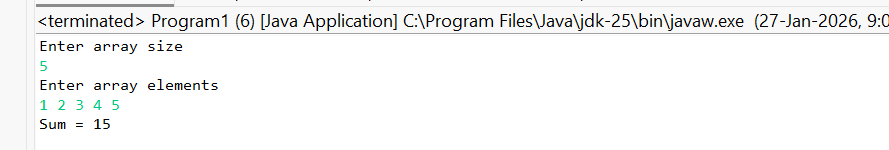 <terminated> Program1 (6) [Java Application] C:\Program Files\Java\jdk-25\bin\javaw.exe (27-Jan-2026, 9:0
Enter array size
5
Enter array elements
1 2 3 4 5
Sum = 15